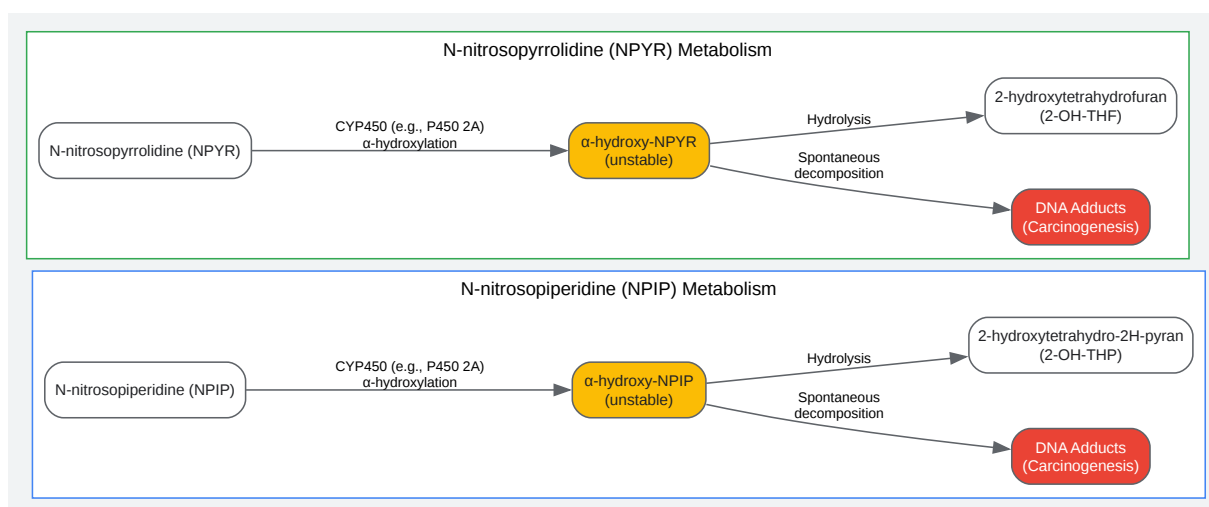 N-nitrosopyrrolidine (NPYR) Metabolism
N-nitrosopyrrolidine (NPYR)
CYP450 (e.g., P450 2A)
α-hydroxylation
α-hydroxy-NPYR
(unstable)
Hydrolysis
2-hydroxytetrahydrofuran
(2-OH-THF)
Spontaneous
decomposition
DNA Adducts
(Carcinogenesis)
N-nitrosopiperidine (NPIP) Metabolism
N-nitrosopiperidine (NPIP)
CYP450 (e.g., P450 2A)
α-hydroxylation
α-hydroxy-NPIP
(unstable)
Hydrolysis
2-hydroxytetrahydro-2H-pyran
(2-OH-THP)
Spontaneous
decomposition
DNA Adducts
(Carcinogenesis)